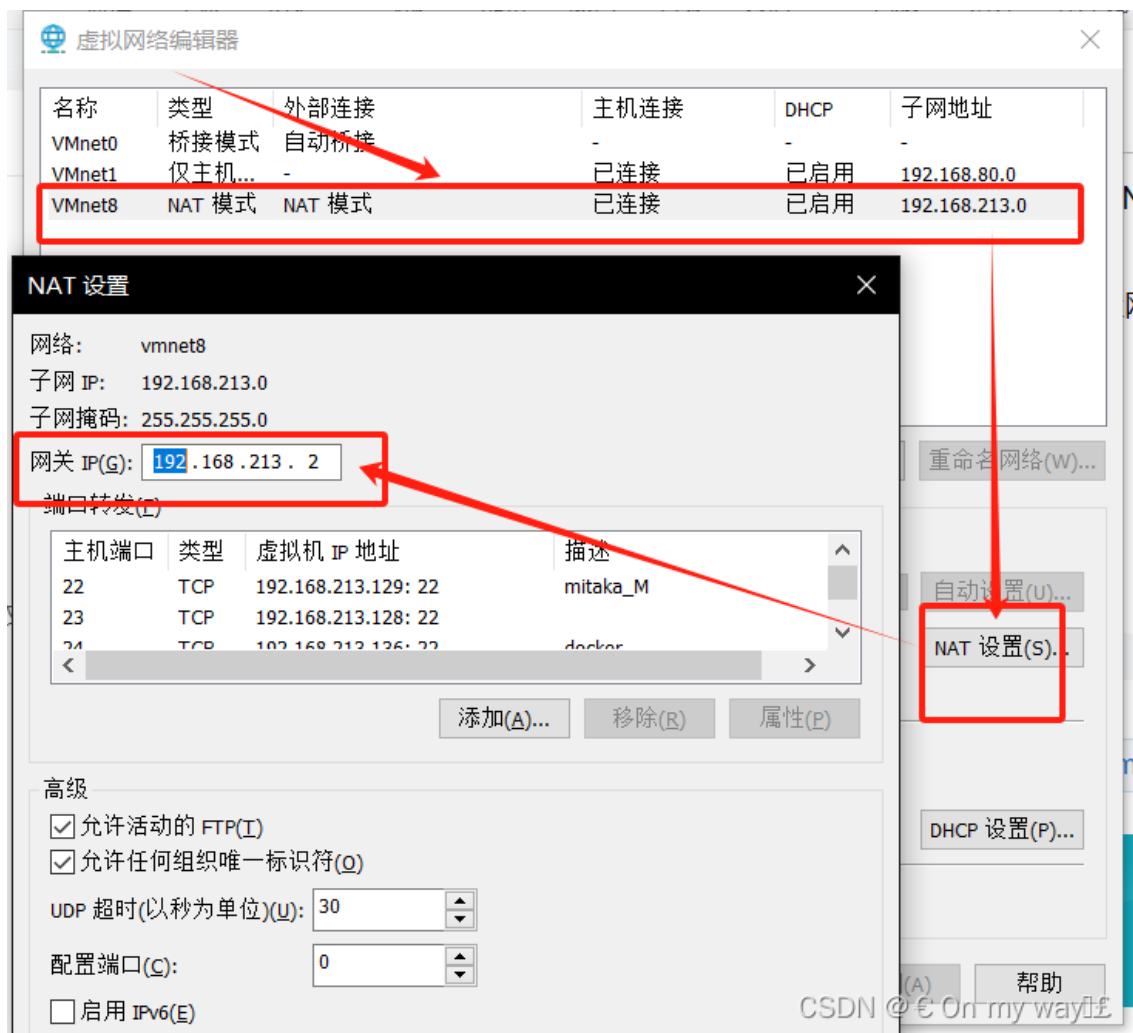 虚拟网络编辑器
名称 类型 外部连接 主机连接 DHCP 子网地址
VMnet0 桥接模式 自动桥接 - - -
VMnet1 仅主机... - 已连接 已启用 192.168.80.0
VMnet8 NAT 模式 NAT 模式 已连接 已启用 192.168.213.0
NAT 设置
网络: vmnet8
子网 IP: 192.168.213.0
子网掩码: 255.255.255.0
网关 IP(G): 192.168.213. 2
重命名网络(W)...
端口转发(F)
主机端口 类型 虚拟机 IP 地址 描述
22 TCP 192.168.213.129: 22 mitaka_M
自动设置(U)...
23 TCP 192.168.213.128: 22
24 TCP 192.168.213.136: 22 docker
NAT 设置(S)...
添加(A)... 移除(R) 属性(P)
高级
允许活动的 FTP(T)
DHCP 设置(P)...
允许任何组织唯一标识符(O)
UDP 超时(以秒为单位)(U): 30
配置端口(C): 0
(A) 帮助
启用 IPv6(E)
CSDN @€ On my way